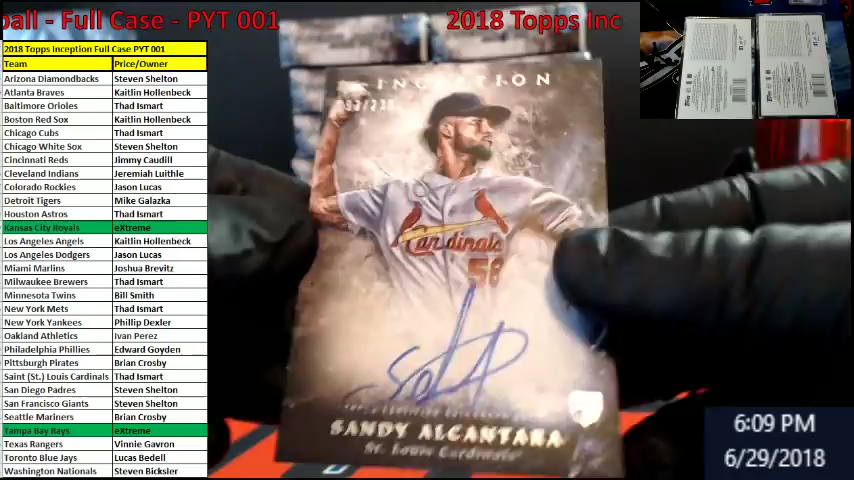 ball - Full Case - PYT 001
2018 Topps Inc
2018 Topps Inception Full Case PYT 001
Team Price/Owner
Arizona Diamondbacks Steven Shelton
Atlanta Braves Kaitlin Hollenbeck
Baltimore Orioles Thad Ismart
Boston Red Sox Kaitlin Hollenbeck
Chicago Cubs Thad Ismart
Chicago White Sox Steven Shelton
Cincinnati Reds Jimmy Caudill
Cleveland Indians Jeremiah Luithle
Colorado Rockies Jason Lucas
Detroit Tigers Mike Galazka
Houston Astros Thad Ismart
Kansas City Royals eXtreme
Los Angeles Angels Kaitlin Hollenbeck
Los Angeles Dodgers Jason Lucas
Miami Marlins Joshua Brevitz
Milwaukee Brewers Thad Ismart
Minnesota Twins Bill Smith
New York Mets Thad Ismart
New York Yankees Phillip Dexler
Oakland Athletics Ivan Perez
Philadelphia Phillies Edward Goyden
Pittsburgh Pirates Brian Crosby
Saint (St.) Louis Cardinals Thad Ismart
San Diego Padres Steven Shelton
San Francisco Giants Steven Shelton
Seattle Mariners Brian Crosby
Tampa Bay Rays eXtreme
Texas Rangers Vinnie Gavron
Toronto Blue Jays Lucas Bedell
Washington Nationals Steven Bicksler
INCEPTION
Cardinals
58
SANDY ALCANTARA
St. Louis Cardinals
6:09 PM
6/29/2018